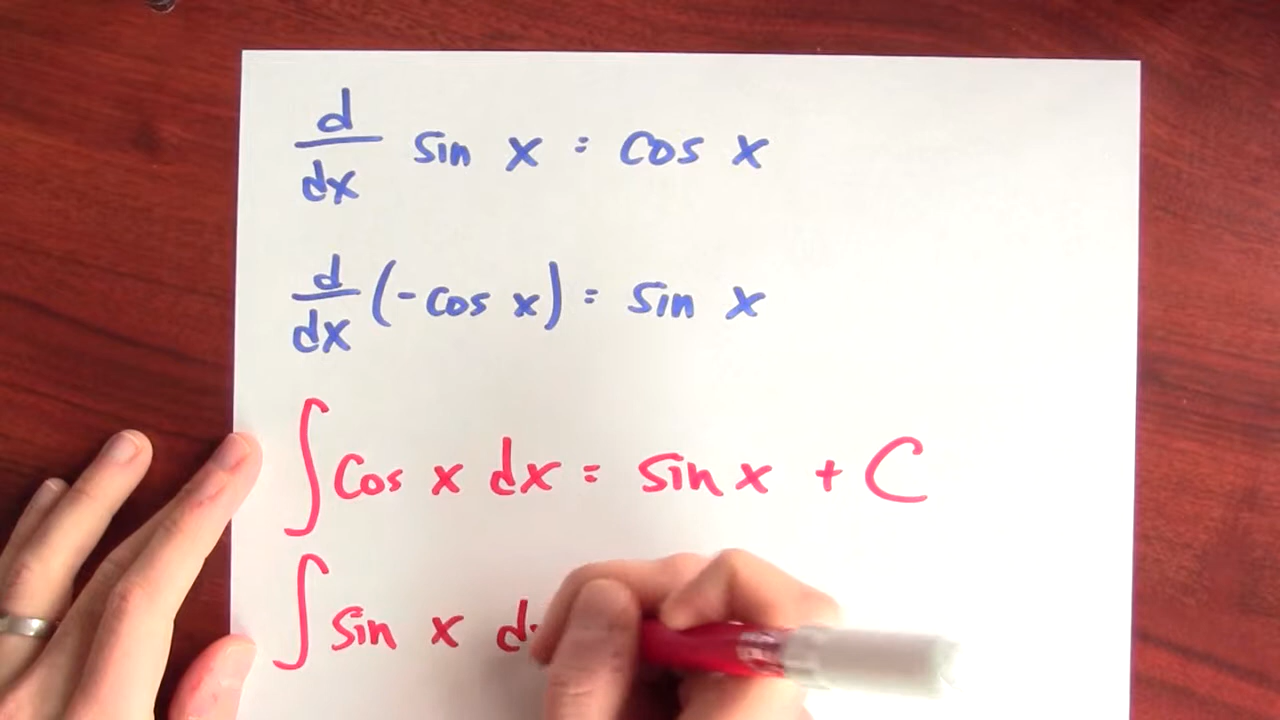 d/dx sin x = cos x
d/dx (-cos x) = sin x
∫ cos x dx = sin x + C
∫ sin x d